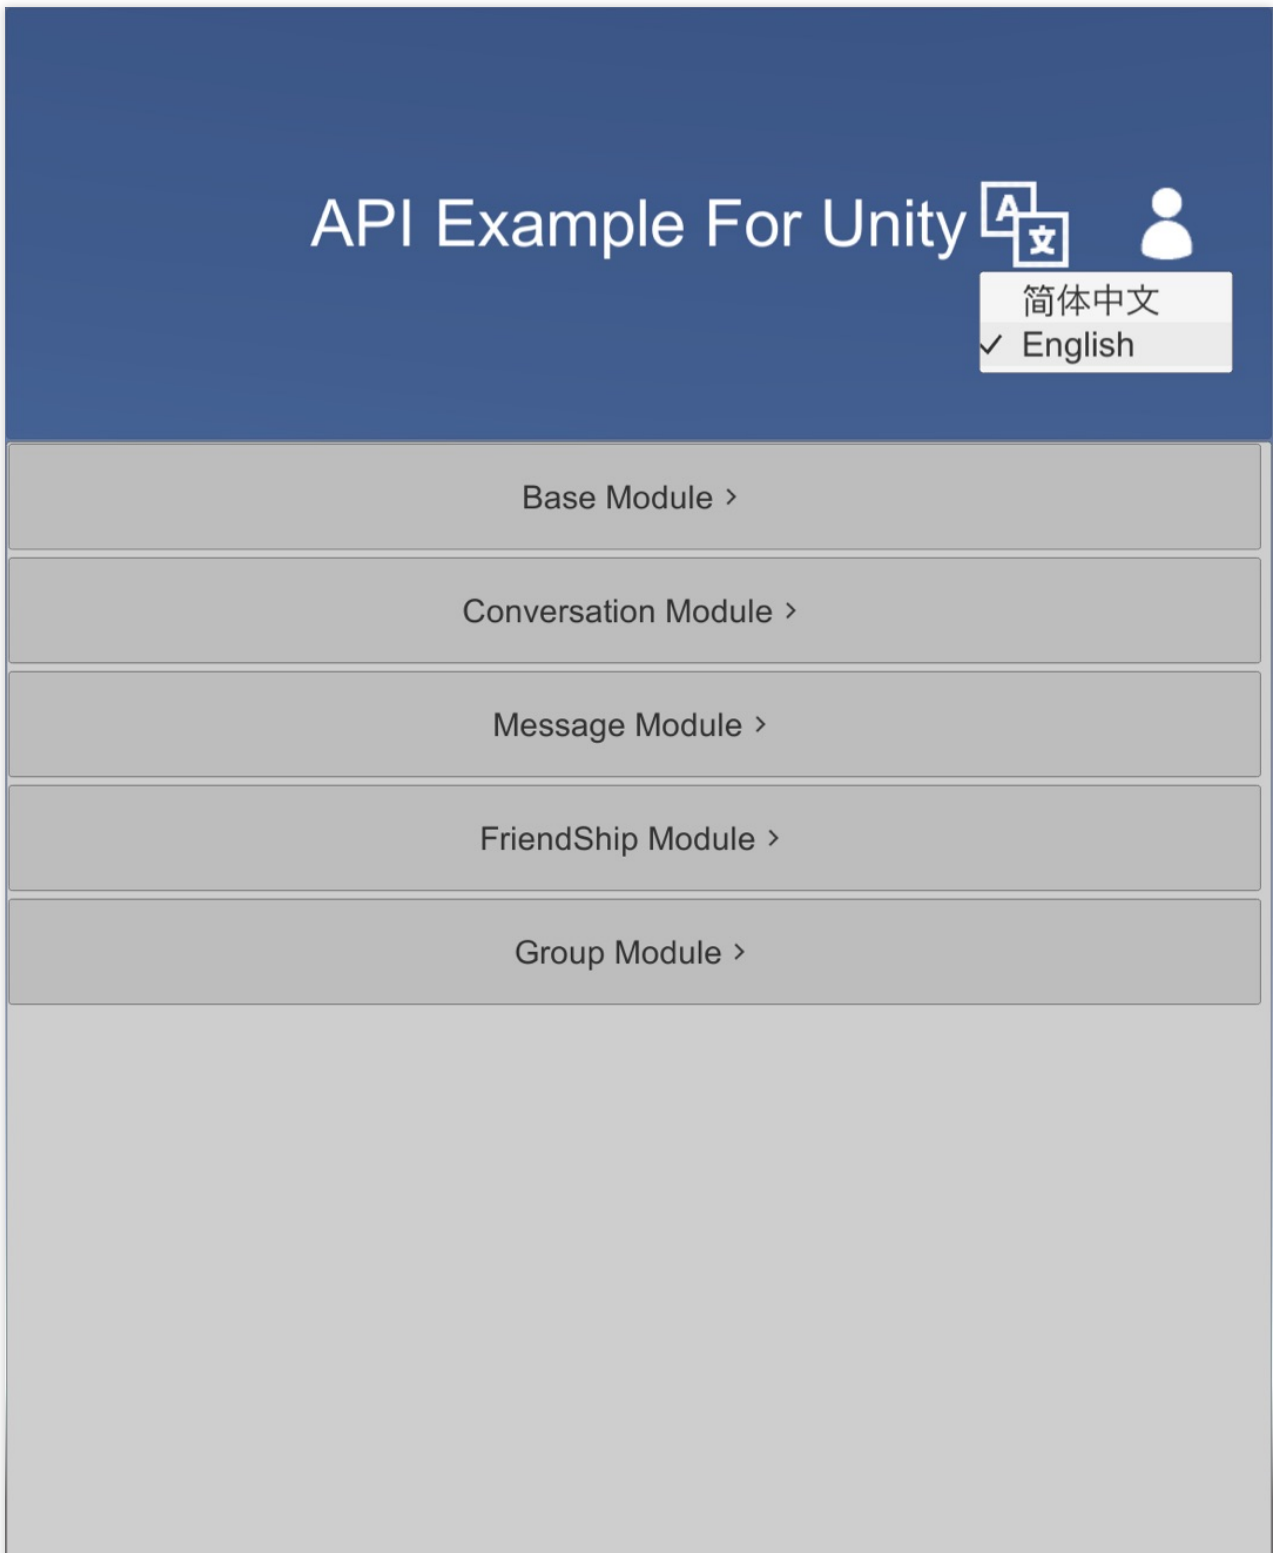 API Example For Unity
A 文
简体中文
✓ English
Base Module >
Conversation Module >
Message Module >
FriendShip Module >
Group Module >